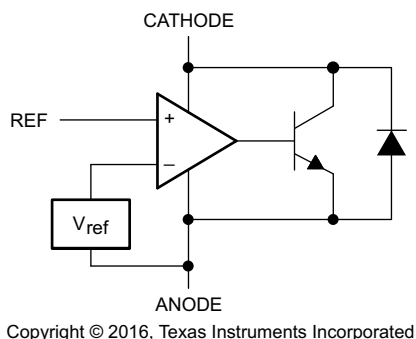 CATHODE
REF
+
−
Vref
ANODE
Copyright © 2016, Texas Instruments Incorporated